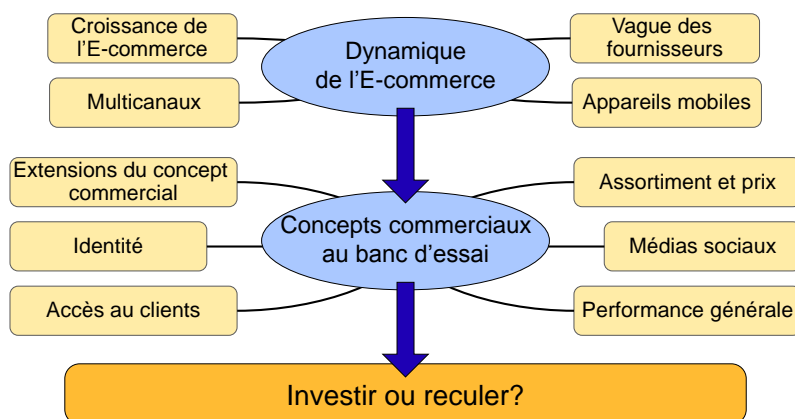 Croissance de
l'E-commerce
Dynamique
de l'E-commerce
Vague des
fournisseurs
Multicanaux
Appareils mobiles
Extensions du concept
commercial
Assortiment et prix
Concepts commerciaux
au banc d'essai
Identité
Médias sociaux
Accès au clients
Performance générale
Investir ou reculer?